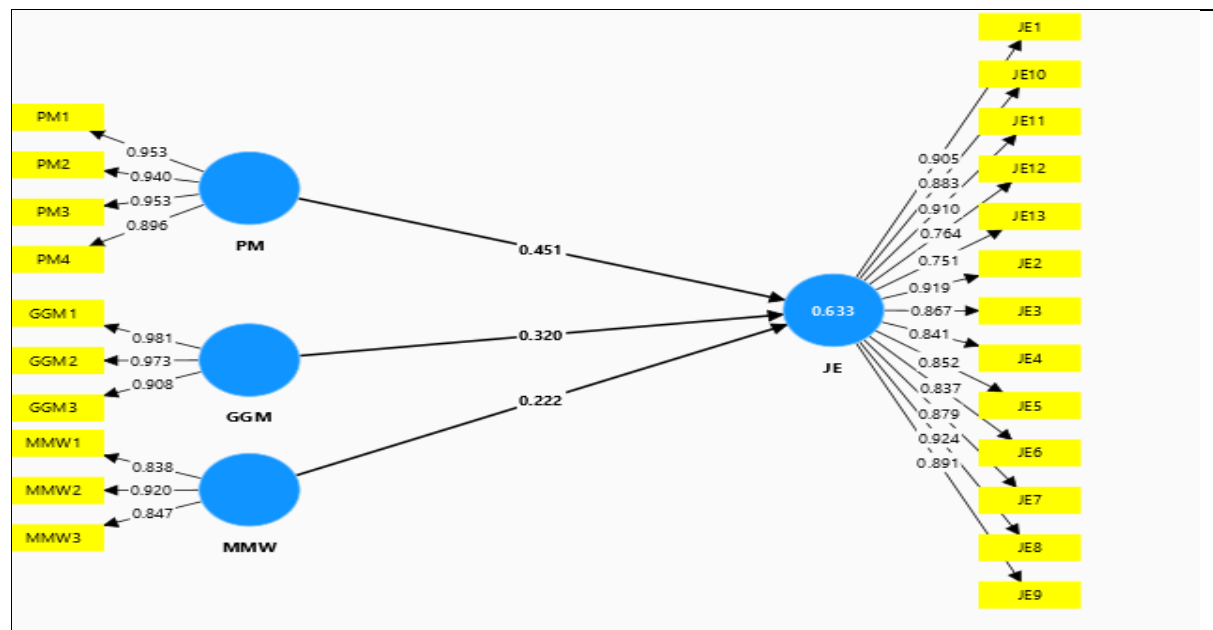 PM1
PM2
PM3
PM4
0.953
0.940
0.953
0.896
PM
GGM1
GGM2
GGM3
0.981
0.973
0.908
GGM
MMW1
MMW2
MMW3
0.838
0.920
0.847
MMW
0.451
0.320
0.222
0.633
JE
0.905
0.883
0.910
0.764
0.751
0.919
0.867
0.841
0.852
0.837
0.879
0.924
0.891
JE1
JE10
JE11
JE12
JE13
JE2
JE3
JE4
JE5
JE6
JE7
JE8
JE9